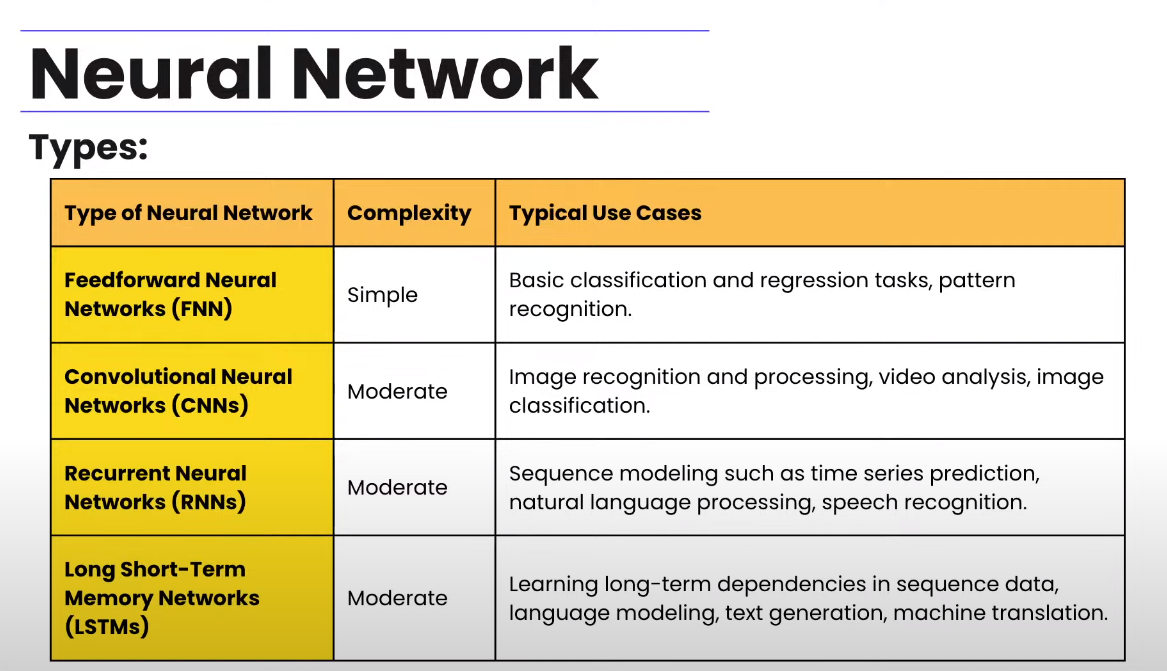 Neural Network
Types:
Type of Neural Network
Complexity
Typical Use Cases
Feedforward Neural
Networks (FNN)
Simple
Basic classification and regression tasks, pattern
recognition.
Convolutional Neural
Networks (CNNs)
Moderate
Image recognition and processing, video analysis, image
classification.
Recurrent Neural
Networks (RNNs)
Moderate
Sequence modeling such as time series prediction,
natural language processing, speech recognition.
Long Short-Term
Memory Networks
(LSTMs)
Moderate
Learning long-term dependencies in sequence data,
language modeling, text generation, machine translation.